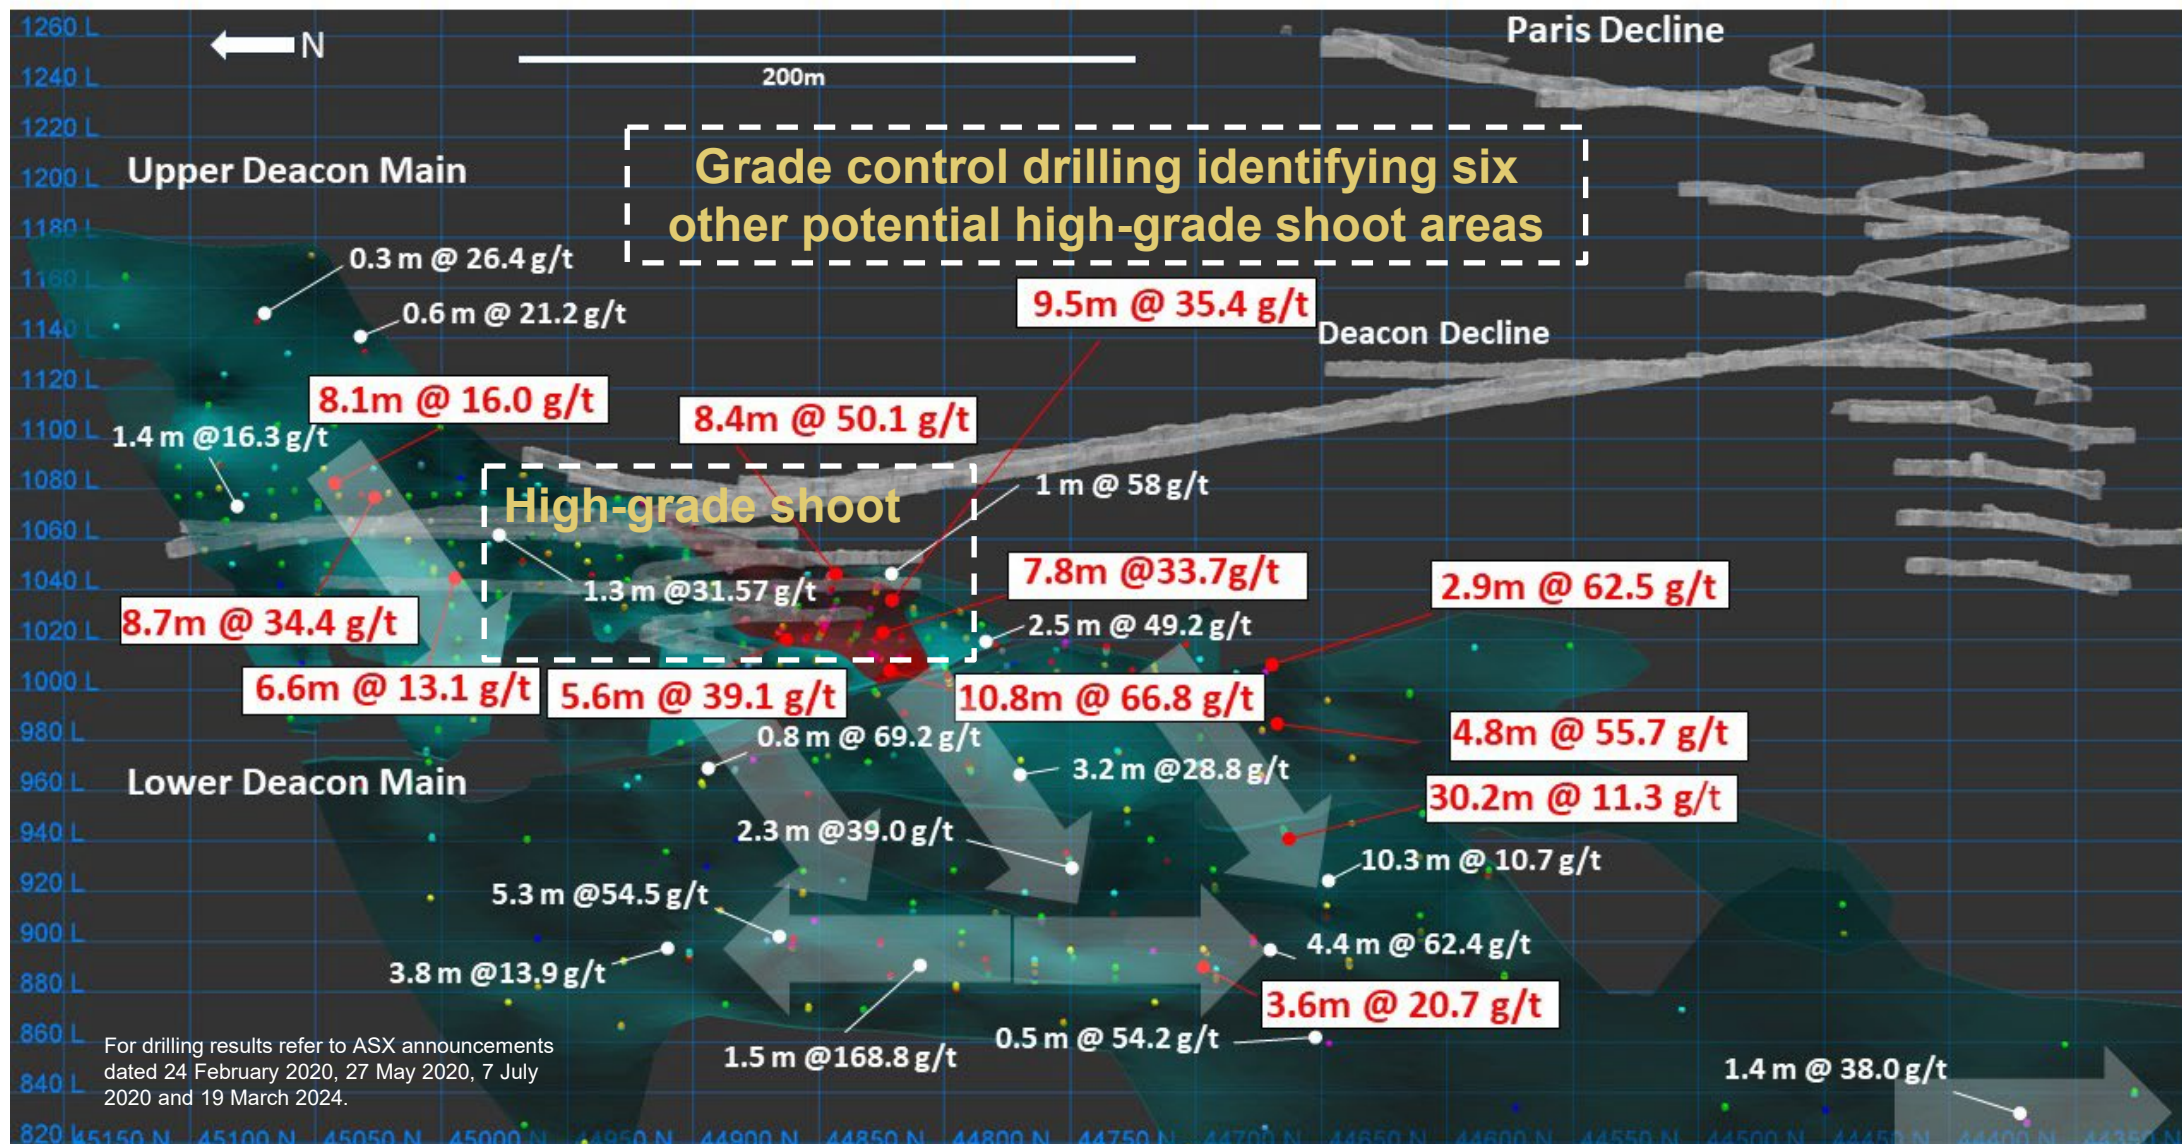 1260 L
N
Paris Decline
1240 L
200m
1220 L
Grade control drilling identifying six
other potential high-grade shoot areas
Upper Deacon Main
1200 L
1180 L
0.3 m @ 26.4 g/t
1160 L
9.5m @ 35.4 g/t
0.6 m @ 21.2 g/t
1140 L
Deacon Decline
1120 L
8.1m @ 16.0 g/t
8.4m @ 50.1 g/t
1100 L
1.4 m @16.3 g/t
1080 L
1 m @ 58 g/t
High-grade shoot
1060 L
1040 L
7.8m @33.7g/t
2.9m @ 62.5 g/t
1.3 m @31.57 g/t
8.7m @ 34.4 g/t
1020 L
2.5 m @ 49.2 g/t
1000 L
6.6m @ 13.1 g/t
5.6m @ 39.1 g/t
10.8m @ 66.8 g/t
980 L
0.8 m @ 69.2 g/t
4.8m @ 55.7 g/t
Lower Deacon Main
960 L
3.2 m @28.8 g/t
30.2m @ 11.3 g/t
940 L
2.3 m @39.0 g/t
10.3 m @ 10.7 g/t
920 L
5.3 m @54.5 g/t
900 L
4.4 m @ 62.4 g/t
3.8 m @13.9 g/t
880 L
3.6m @ 20.7 g/t
860 L
0.5 m @ 54.2 g/t
1.5 m @168.8 g/t
1.4 m @ 38.0 g/t
840 L
For drilling results refer to ASX announcements
dated 24 February 2020, 27 May 2020, 7 July
2020 and 19 March 2024.
820 L 45150 N 45100 N 45050 N 45000 N 44950 N 44900 N 44850 N 44800 N 44750 N 44700 N 44650 N 44600 N 44550 N 44500 N 44450 N 44400 N 44350